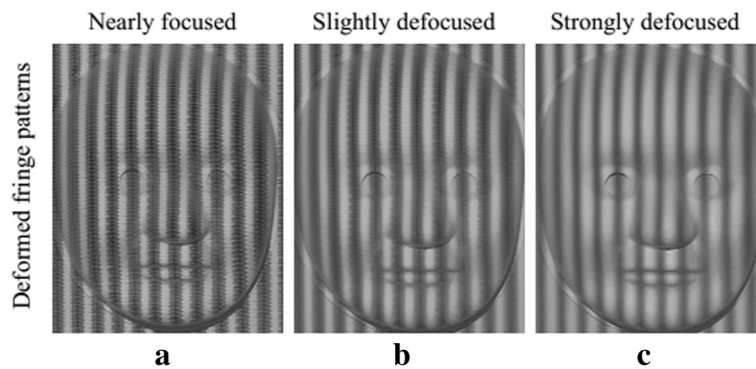 Nearly focused
Slightly defocused
Strongly defocused
Deformed fringe patterns
a
b
c